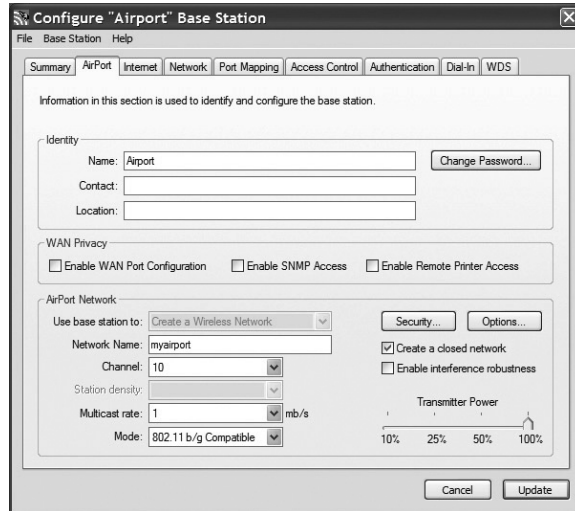 Configure "Airport" Base Station
File Base Station Help
Summary AirPort Internet Network Port Mapping Access Control Authentication Dial-In WDS
Information in this section is used to identify and configure the base station.
Identity
Name: Airport Change Password...
Contact:
Location:
WAN Privacy
Enable WAN Port Configuration Enable SNMP Access Enable Remote Printer Access
AirPort Network
Use base station to: Create a Wireless Network Security... Options...
Network Name: myairport Create a closed network
Channel: 10 Enable interference robustness
Station density:
Transmitter Power
Multicast rate: 1 mb/s
Mode: 802.11 b/g Compatible 10% 25% 50% 100%
Cancel Update